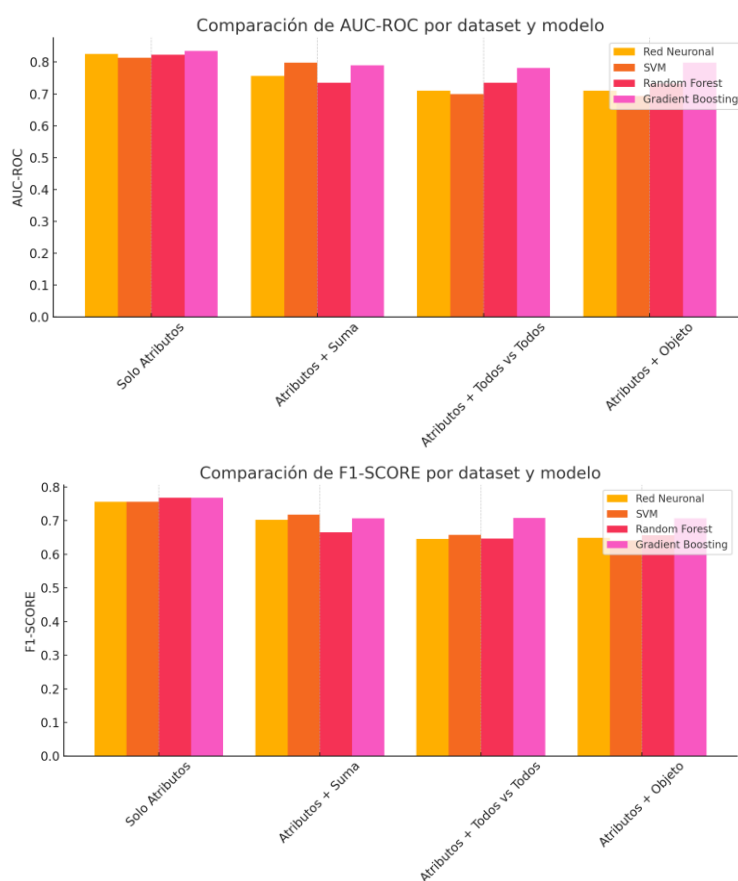 Comparación de AUC-ROC por dataset y modelo
Red Neuronal
SVM
Random Forest
Gradient Boosting
AUC-ROC
0.8
0.7
0.6
0.5
0.4
0.3
0.2
0.1
0.0
Solo Atributos
Atributos + Suma
Atributos + Todos vs Todos
Atributos + Objeto
Comparación de F1-SCORE por dataset y modelo
Red Neuronal
SVM
Random Forest
Gradient Boosting
F1-SCORE
0.8
0.7
0.6
0.5
0.4
0.3
0.2
0.1
0.0
Solo Atributos
Atributos + Suma
Atributos + Todos vs Todos
Atributos + Objeto